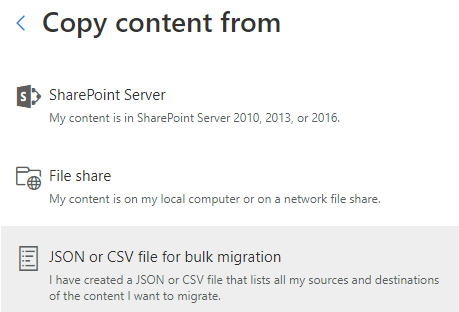 Copy content from
SharePoint Server
My content is in SharePoint Server 2010, 2013, or 2016.
File share
My content is on my local computer or on a network file share.
JSON or CSV file for bulk migration
I have created a JSON or CSV file that lists all my sources and destinations
of the content I want to migrate.